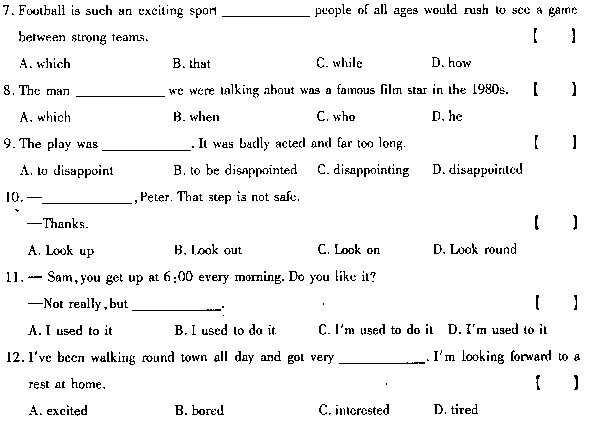 7. Football is such an exciting sport ____________ people of all ages would rush to see a game
between strong teams. 【 】
A. which B. that C. while D. how
8. The man ____________ we were talking about was a famous film star in the 1980s. 【 】
A. which B. when C. who D. he
9. The play was ____________. It was badly acted and far too long. 【 】
A. to disappoint B. to be disappointed C. disappointing D. disappointed
10. —____________, Peter. That step is not safe.
—Thanks. 【 】
A. Look up B. Look out C. Look on D. Look round
11. — Sam, you get up at 6:00 every morning. Do you like it?
—Not really, but ____________. 【 】
A. I used to it B. I used to do it C. I'm used to do it D. I'm used to it
12. I've been walking round town all day and got very ____________. I'm looking forward to a
rest at home. 【 】
A. excited B. bored C. interested D. tired